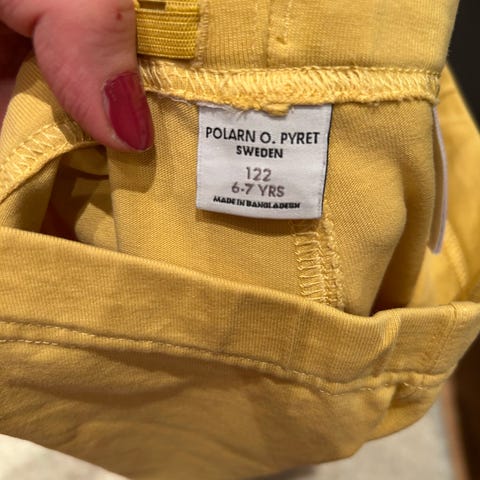 POLARN O. PYRET
SWEDEN
122
6-7 YRS
MADE IN BANGLADESH